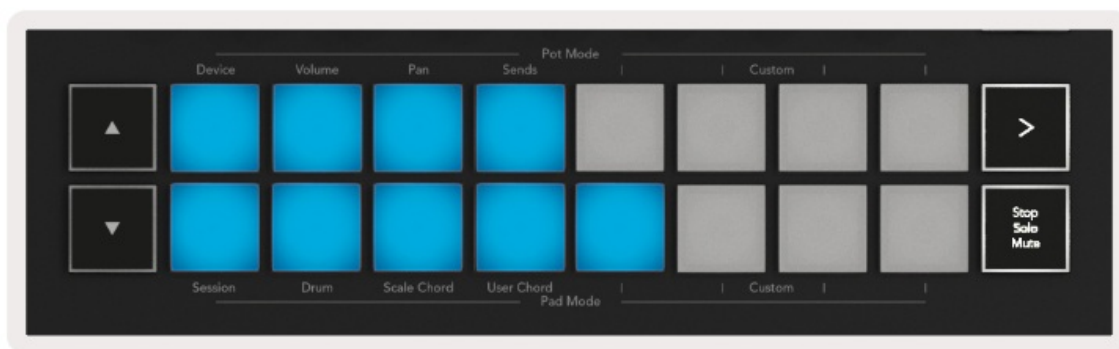 Pot Mode
Device Volume Pan Sends Custom
▲ >
▼ Stop
Solo
Mute
Session Drum Scale Chord User Chord Custom
Pad Mode